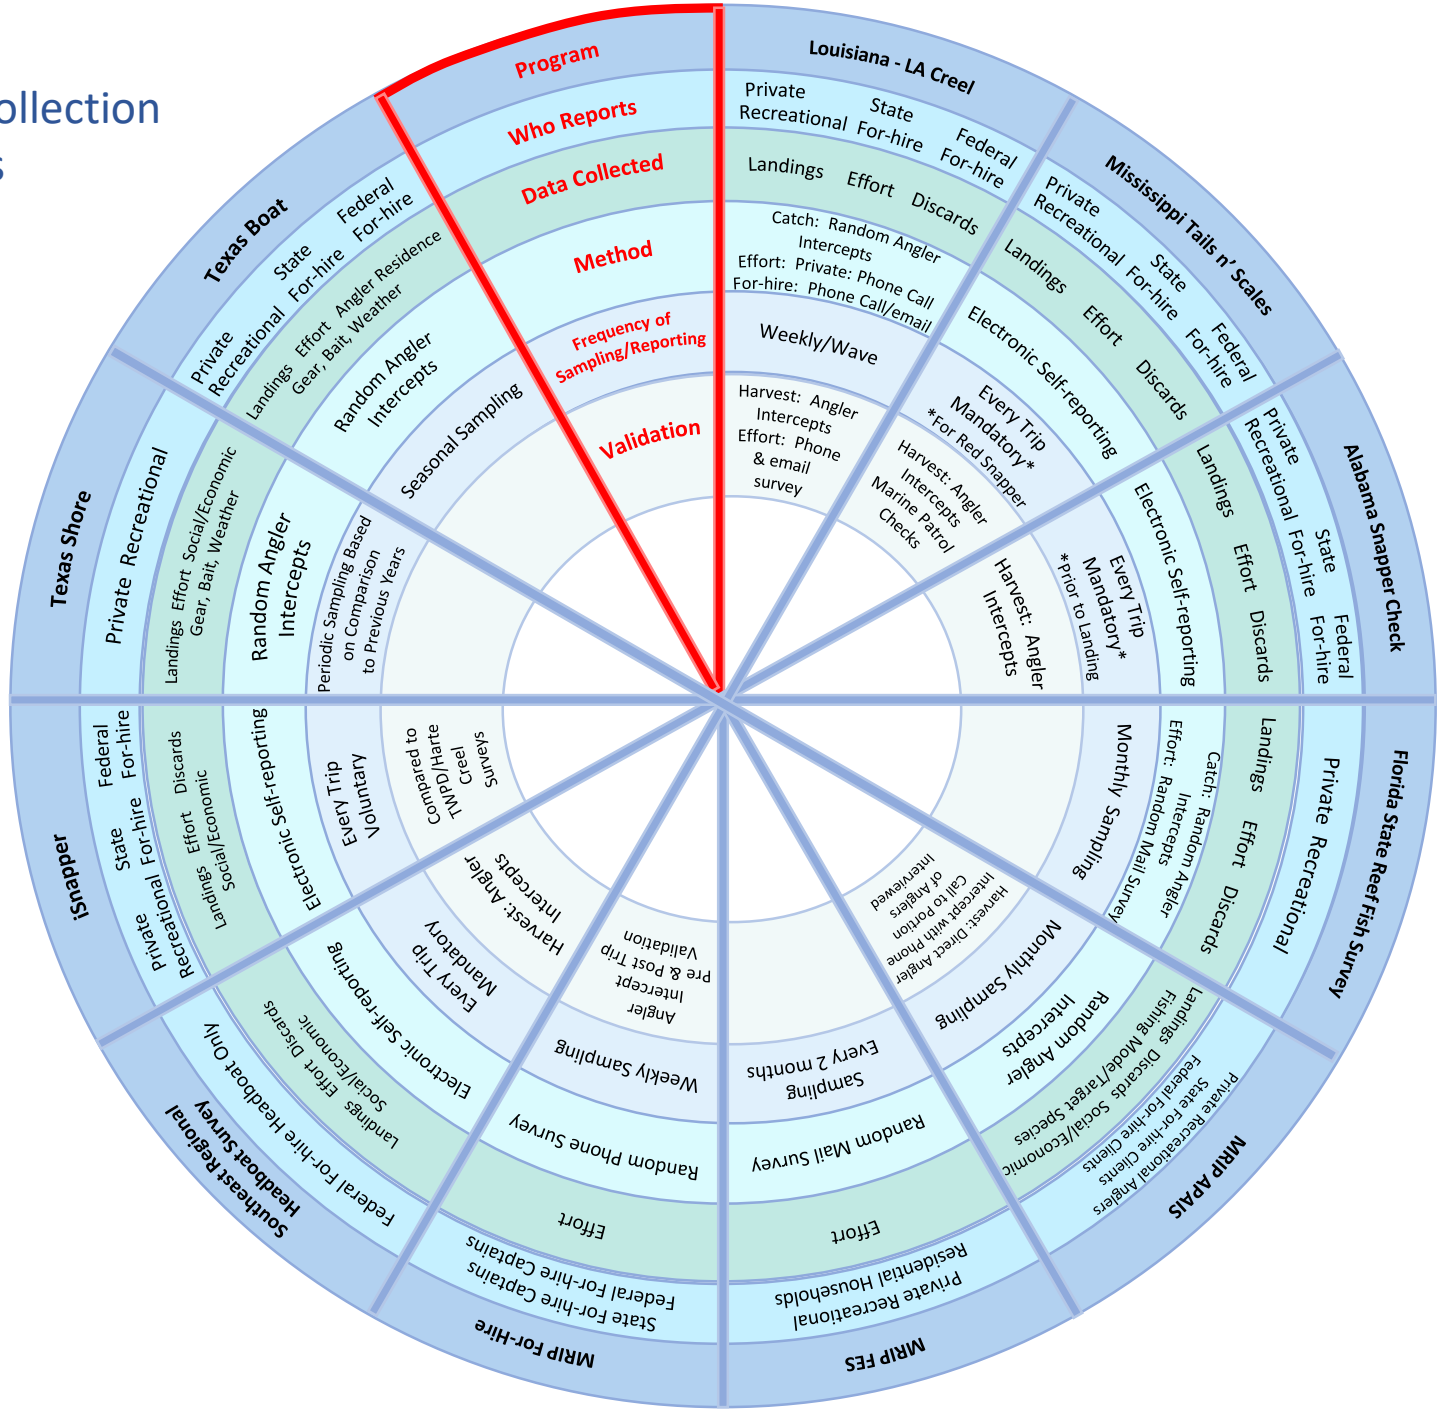 ollection
s
Program
Who Reports
Data Collected
Method
Frequency of
Sampling/Reporting
Validation
Louisiana - LA Creel
Private
Recreational
State
For-hire
Federal
For-hire
Landings Effort Discards
Catch: Random Angler
Intercepts
Effort: Private: Phone Call
For-hire: Phone Call/email
Weekly/Wave
Harvest: Angler
Intercepts
Effort: Phone
& email
survey
Mississippi Tails n’ Scales
Private
Recreational
State
For-hire
Federal
For-hire
Landings Effort Discards
Electronic Self-reporting
Every Trip
Mandatory*
*For Red Snapper
Harvest: Angler
Intercepts
Marine Patrol
Checks
Alabama Snapper Check
Private
Recreational
State
For-hire
Federal
For-hire
Landings Effort Discards
Electronic Self-reporting
Every Trip
Mandatory*
*Prior to Landing
Harvest: Angler
Intercepts
Florida State Reef Fish Survey
Private Recreational
Landings Effort Discards
Catch: Random Angler
Intercepts
Effort: Random Mail Survey
Monthly Sampling
MRIP APAIS
Private Recreational Anglers
State For-hire Clients
Federal For-hire Clients
Landings Discards Social/Economic
Fishing Mode/Target Species
Random Angler
Intercepts
Monthly Sampling
Harvest: Direct Angler
Intercept with Phone
Call to Portion
of Anglers
Interviewed
MRIP FES
Private Recreational
Residential Households
Effort
Random Mail Survey
Sampling
Every 2 months
MRIP For-Hire
State For-hire Captains
Federal For-hire Captains
Effort
Random Phone Survey
Weekly Sampling
Angler
Intercept
Pre & Post Trip
Validation
Southeast Regional
Headboat Survey
Federal For-hire Headboat Only
Landings Effort Discards
Social/Economic
Electronic Self-reporting
Every Trip
Mandatory
Harvest: Angler
Intercepts
iSnapper
Private
Recreational
State
For-hire
Federal
For-hire
Landings Effort Discards
Social/Economic
Electronic Self-reporting
Every Trip
Voluntary
Compared to
TWPD/Harte
Creel
Surveys
Texas Shore
Private Recreational
Landings Effort Social/Economic
Gear, Bait, Weather
Random Angler
Intercepts
Periodic Sampling Based
on Comparison
to Previous Years
Texas Boat
Private
Recreational
State
For-hire
Federal
For-hire
Landings Effort Angler Residence
Gear, Bait, Weather
Random Angler
Intercepts
Seasonal Sampling